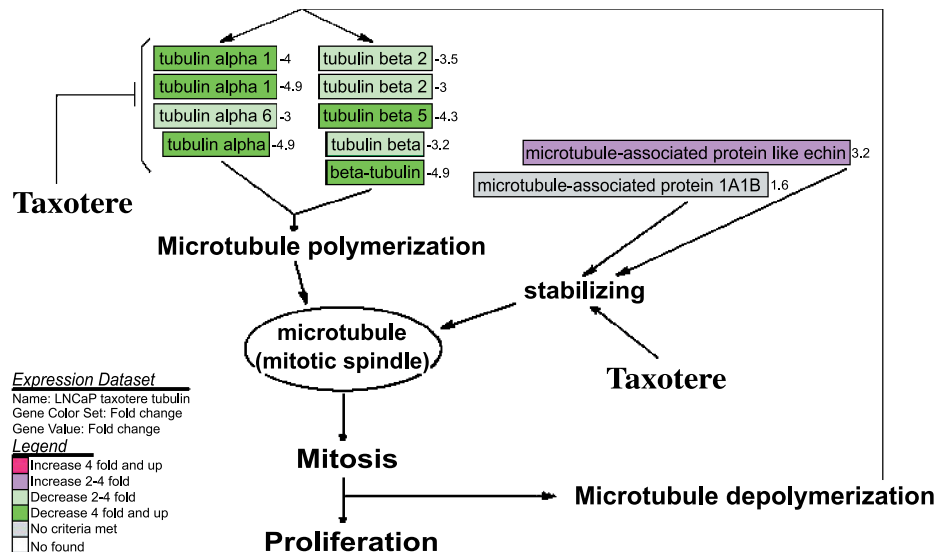 tubulin alpha 1 -4
tubulin beta 2 -3.5
tubulin alpha 1 -4.9
tubulin beta 2 -3
tubulin alpha 6 -3
tubulin beta 5 -4.3
tubulin alpha -4.9
tubulin beta -3.2
microtubule-associated protein like echin 3.2
beta-tubulin -4.9
microtubule-associated protein 1A1B 1.6
Taxotere
Microtubule polymerization
stabilizing
microtubule
(mitotic spindle)
Taxotere
Expression Dataset
Name: LNCaP taxotere tubulin
Gene Color Set: Fold change
Gene Value: Fold change
Legend
Increase 4 fold and up
Increase 2-4 fold
Decrease 2-4 fold
Decrease 4 fold and up
No criteria met
No found
Mitosis
Microtubule depolymerization
Proliferation